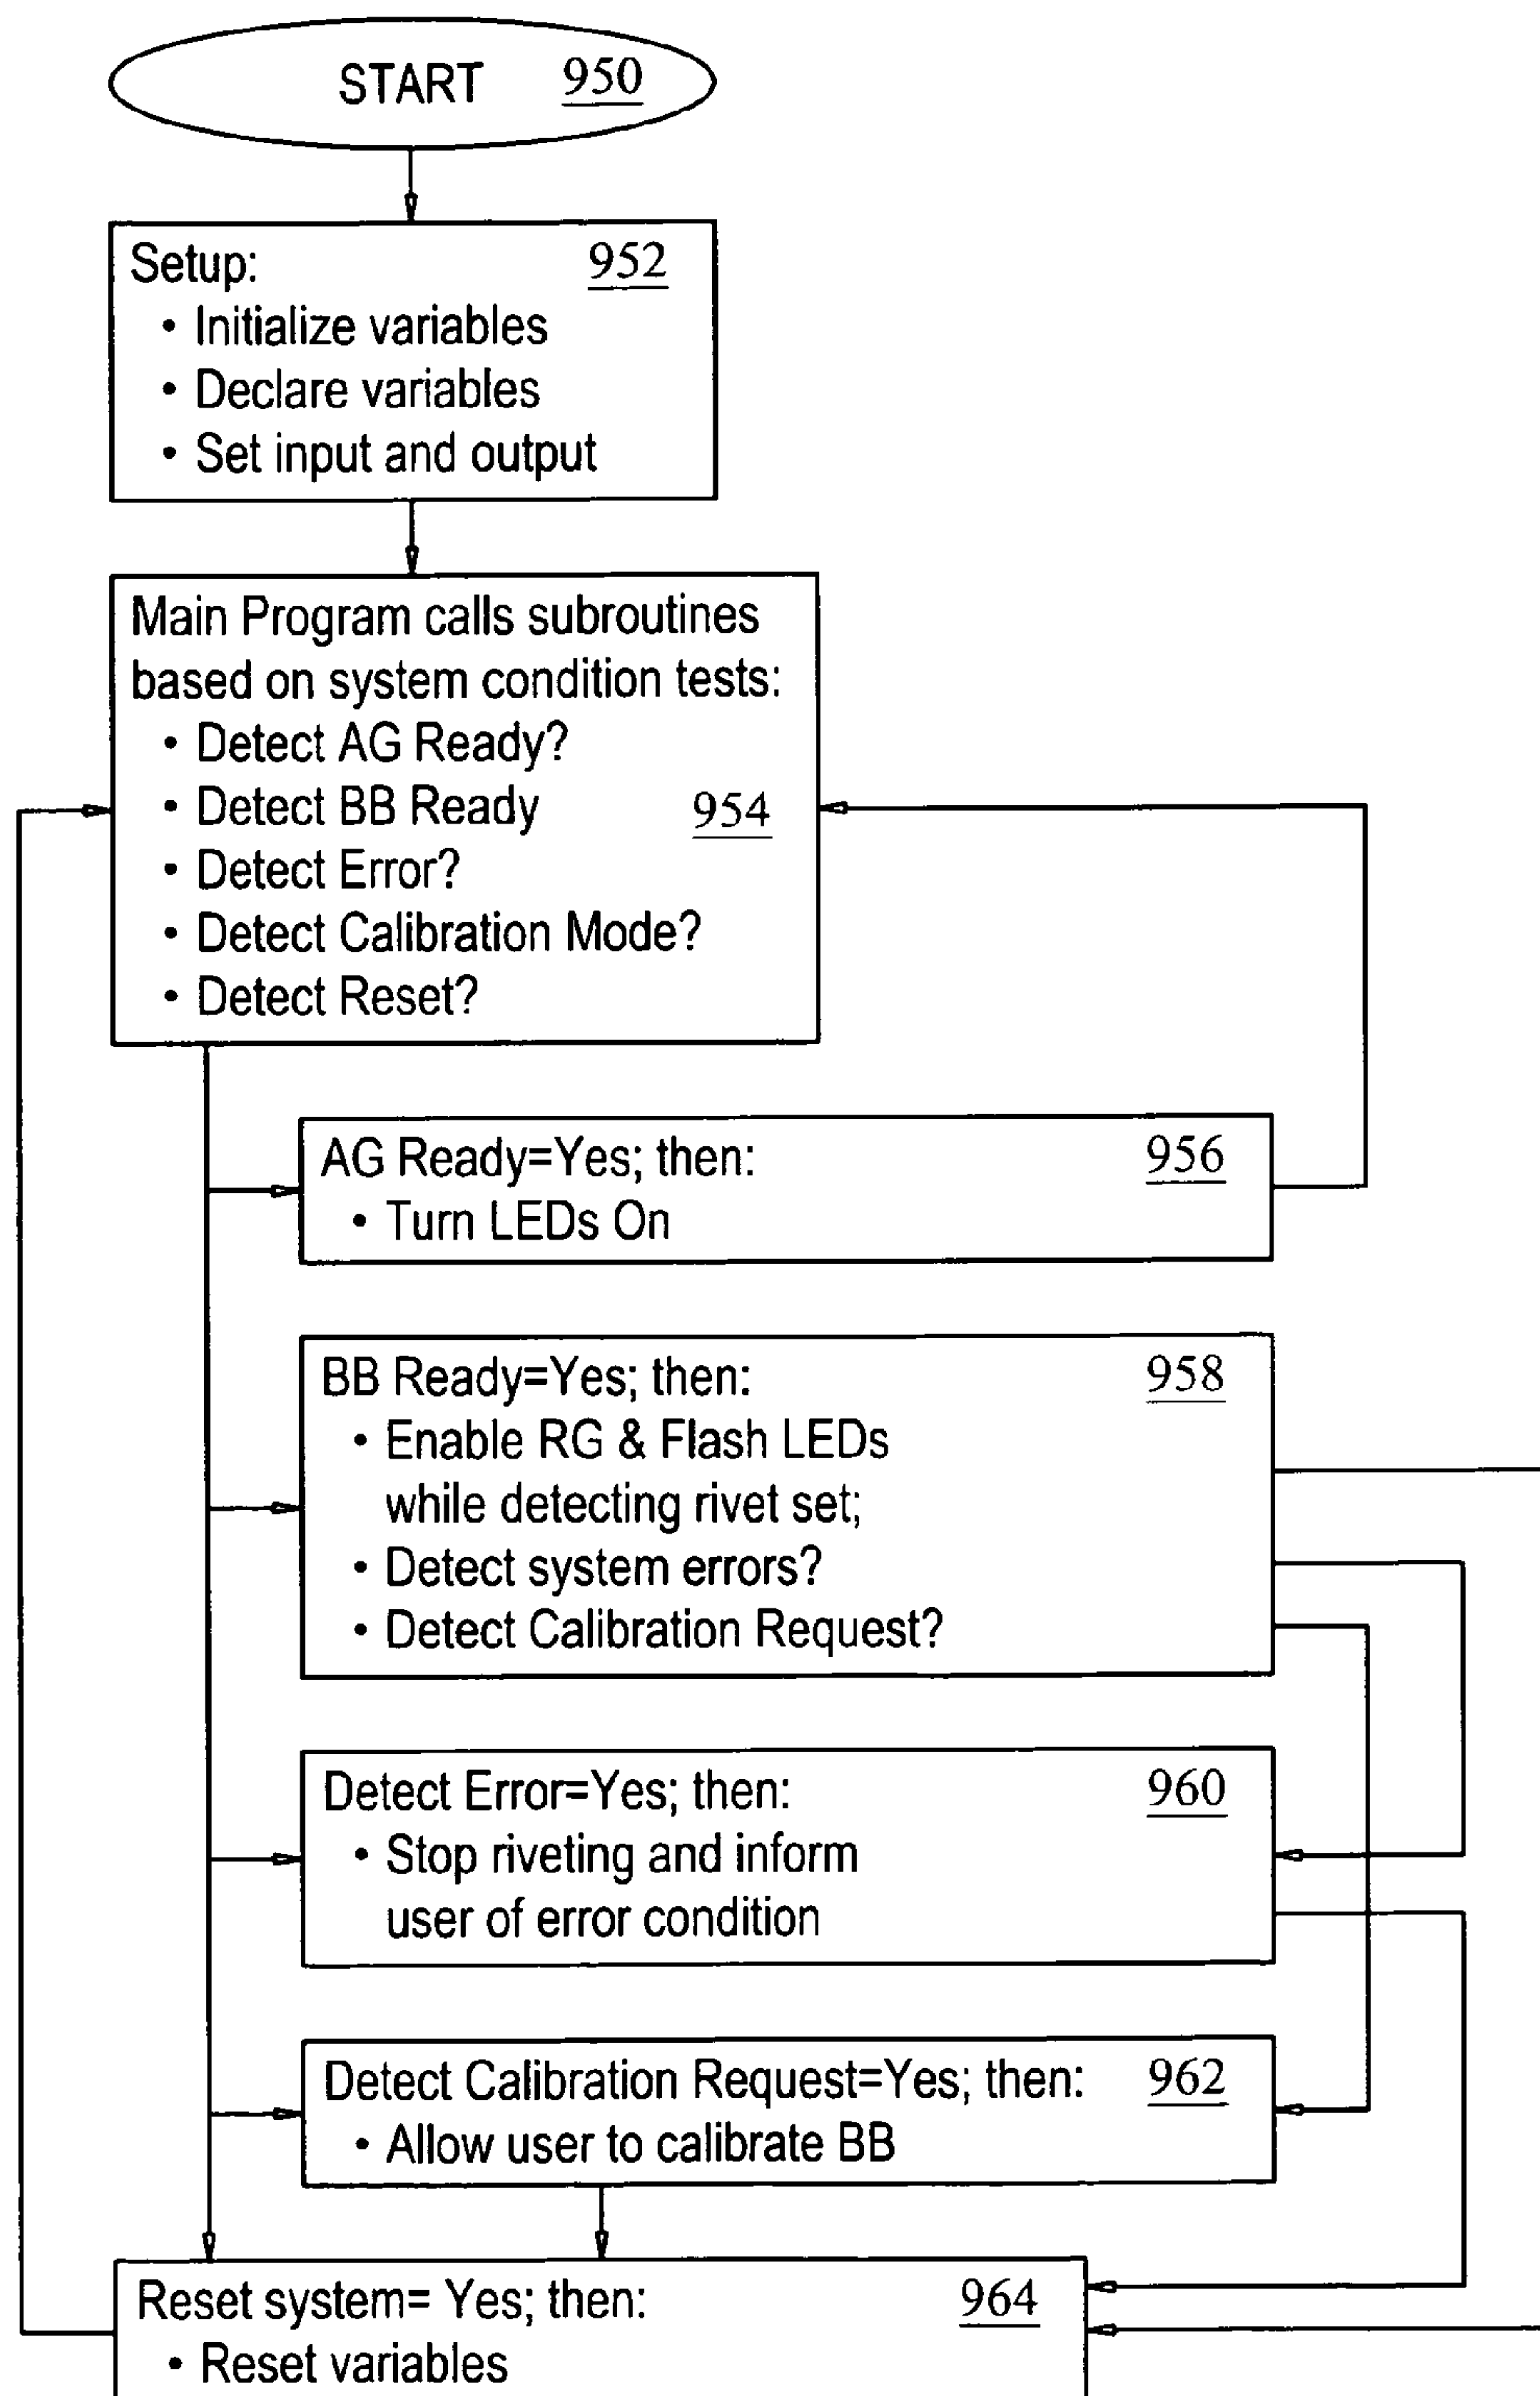 START 950
Setup: 952
• Initialize variables
• Declare variables
• Set input and output
Main Program calls subroutines
based on system condition tests:
• Detect AG Ready?
• Detect BB Ready 954
• Detect Error?
• Detect Calibration Mode?
• Detect Reset?
AG Ready=Yes; then: 956
• Turn LEDs On
BB Ready=Yes; then: 958
• Enable RG & Flash LEDs
while detecting rivet set;
• Detect system errors?
• Detect Calibration Request?
Detect Error=Yes; then: 960
• Stop riveting and inform
user of error condition
Detect Calibration Request=Yes; then: 962
• Allow user to calibrate BB
Reset system= Yes; then: 964
• Reset variables